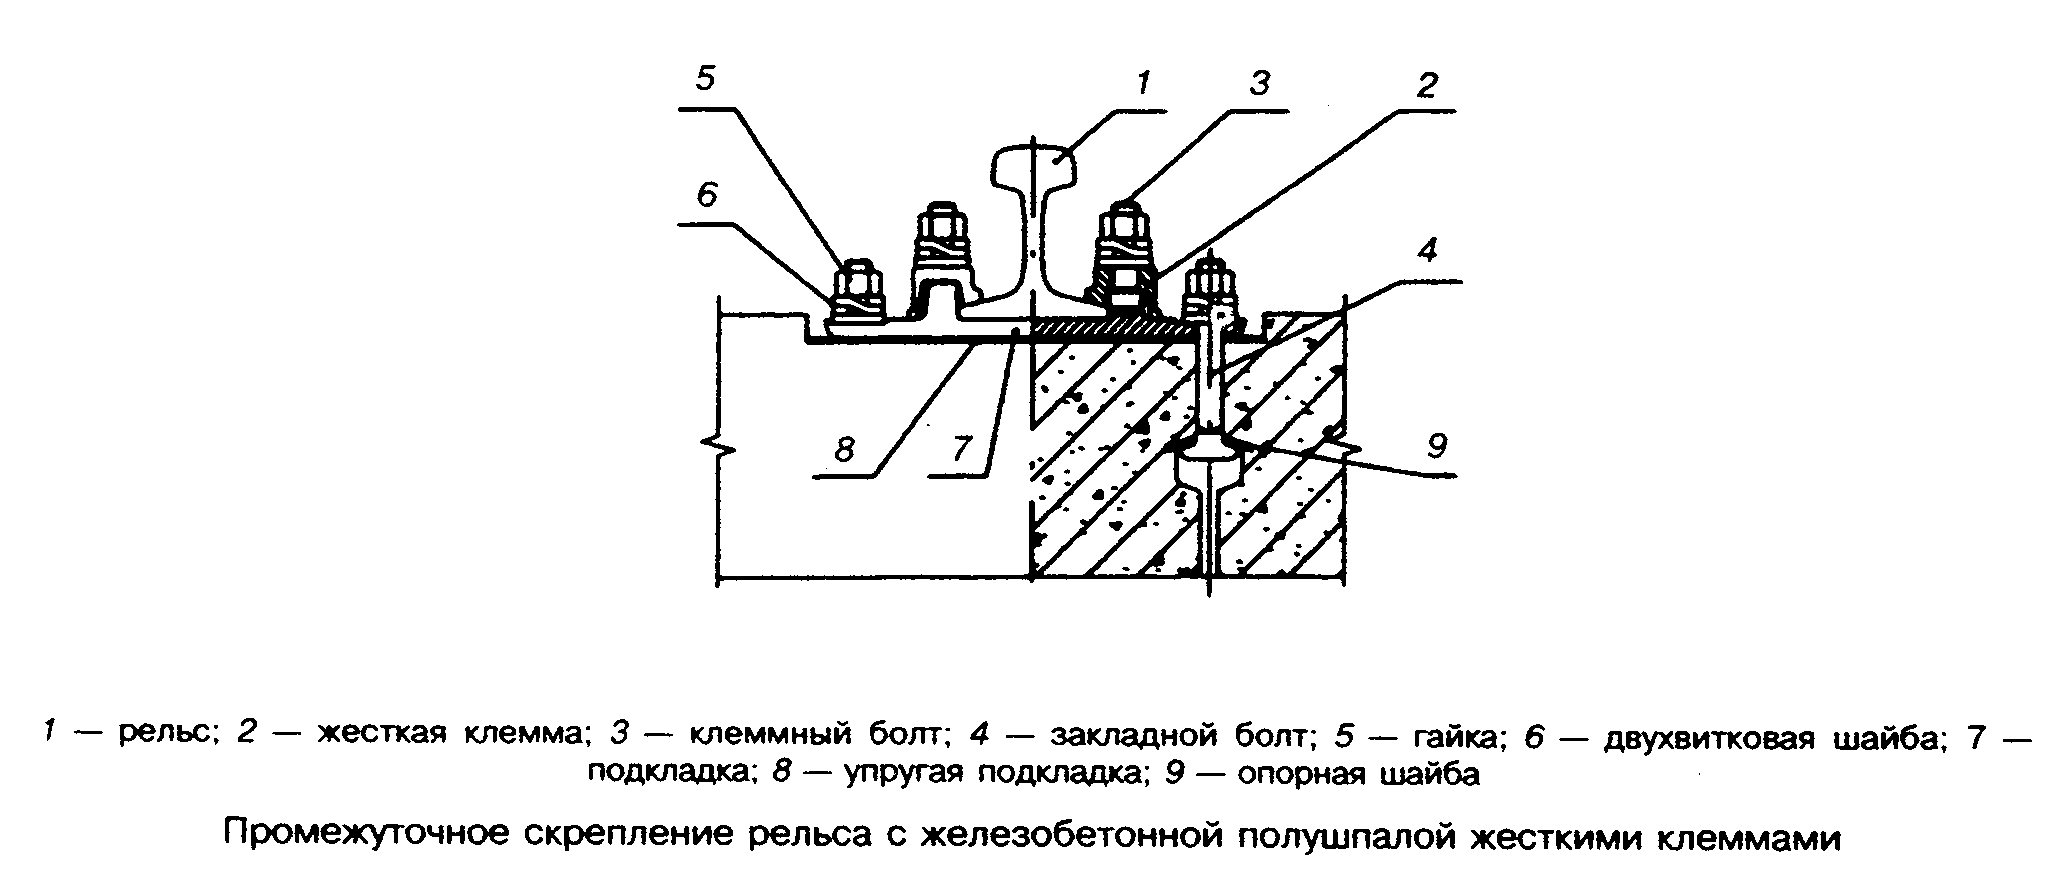 5 1 3 2
6
4
8 7 9
1 — рельс; 2 — жесткая клемма; 3 — клеммный болт; 4 — закладной болт; 5 — гайка; 6 — двухвитковая шайба; 7 —
подкладка; 8 — упругая подкладка; 9 — опорная шайба
Промежуточное скрепление рельса с железобетонной полушпалой жесткими клеммами